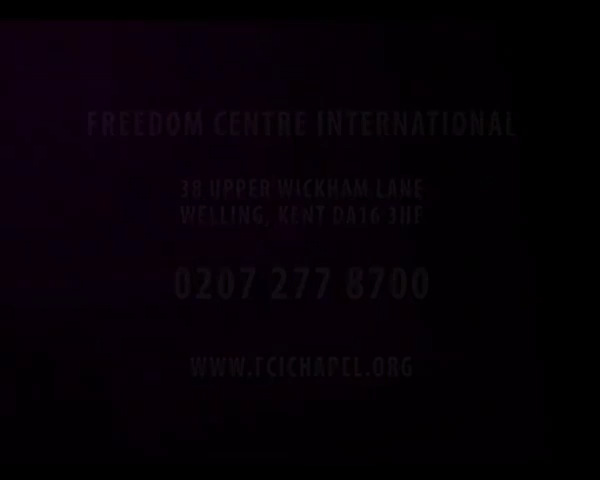 FREEDOM CENTRE INTERNATIONAL
38 UPPER WICKHAM LANE
WELLING, KENT DA16 3HF
0207 277 8700
WWW.FCICHAPEL.ORG